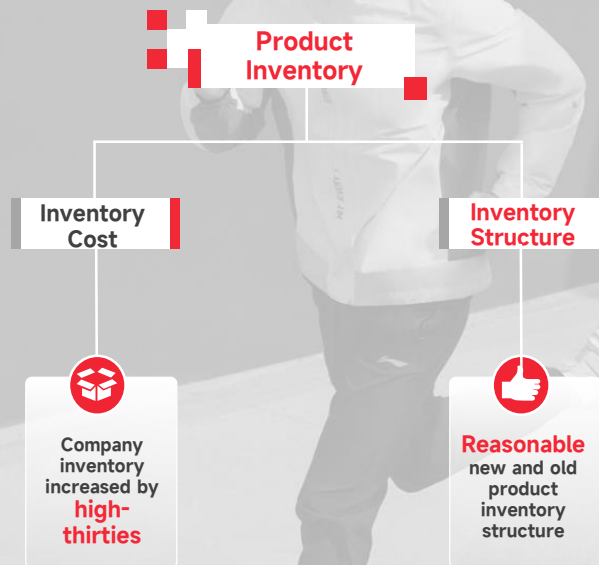 Product
Inventory
Inventory
Cost
Inventory
Structure
Company
inventory
increased by
high-
thirties
Reasonable
new and old
product
inventory
structure